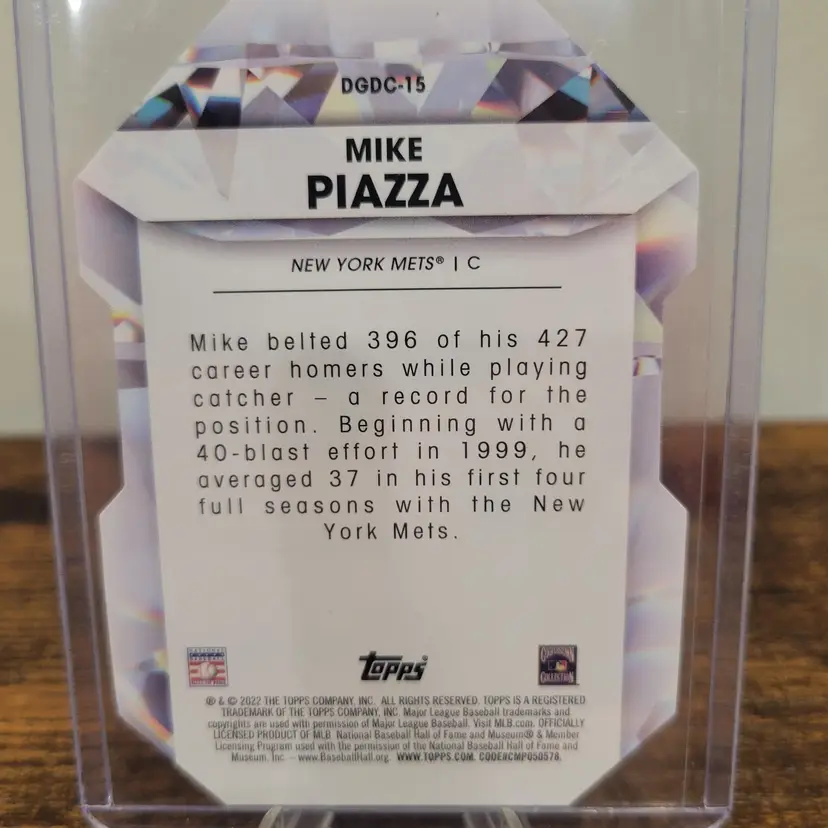 DGDC-15
MIKE
PIAZZA
NEW YORK METS® | C
Mike belted 396 of his 427
career homers while playing
catcher – a record for the
position. Beginning with a
40-blast effort in 1999, he
averaged 37 in his first four
full seasons with the New
York Mets.
NATIONAL
BASEBALL
topps®
COOPERSTOWN
COLLECTION
® & © 2022 THE TOPPS COMPANY, INC. ALL RIGHTS RESERVED. TOPPS IS A REGISTERED
TRADEMARK OF THE TOPPS COMPANY, INC. Major League Baseball trademarks and
copyrights are used with permission of Major League Baseball. Visit MLB.com. OFFICIALLY
LICENSED PRODUCT OF MLB National Baseball Hall of Fame and Museum® & Member
Licensing Program used with the permission of the National Baseball Hall of Fame and
Museum, Inc. – www.BaseballHall.org. WWW.TOPPS.COM. CODE#CMP050578.